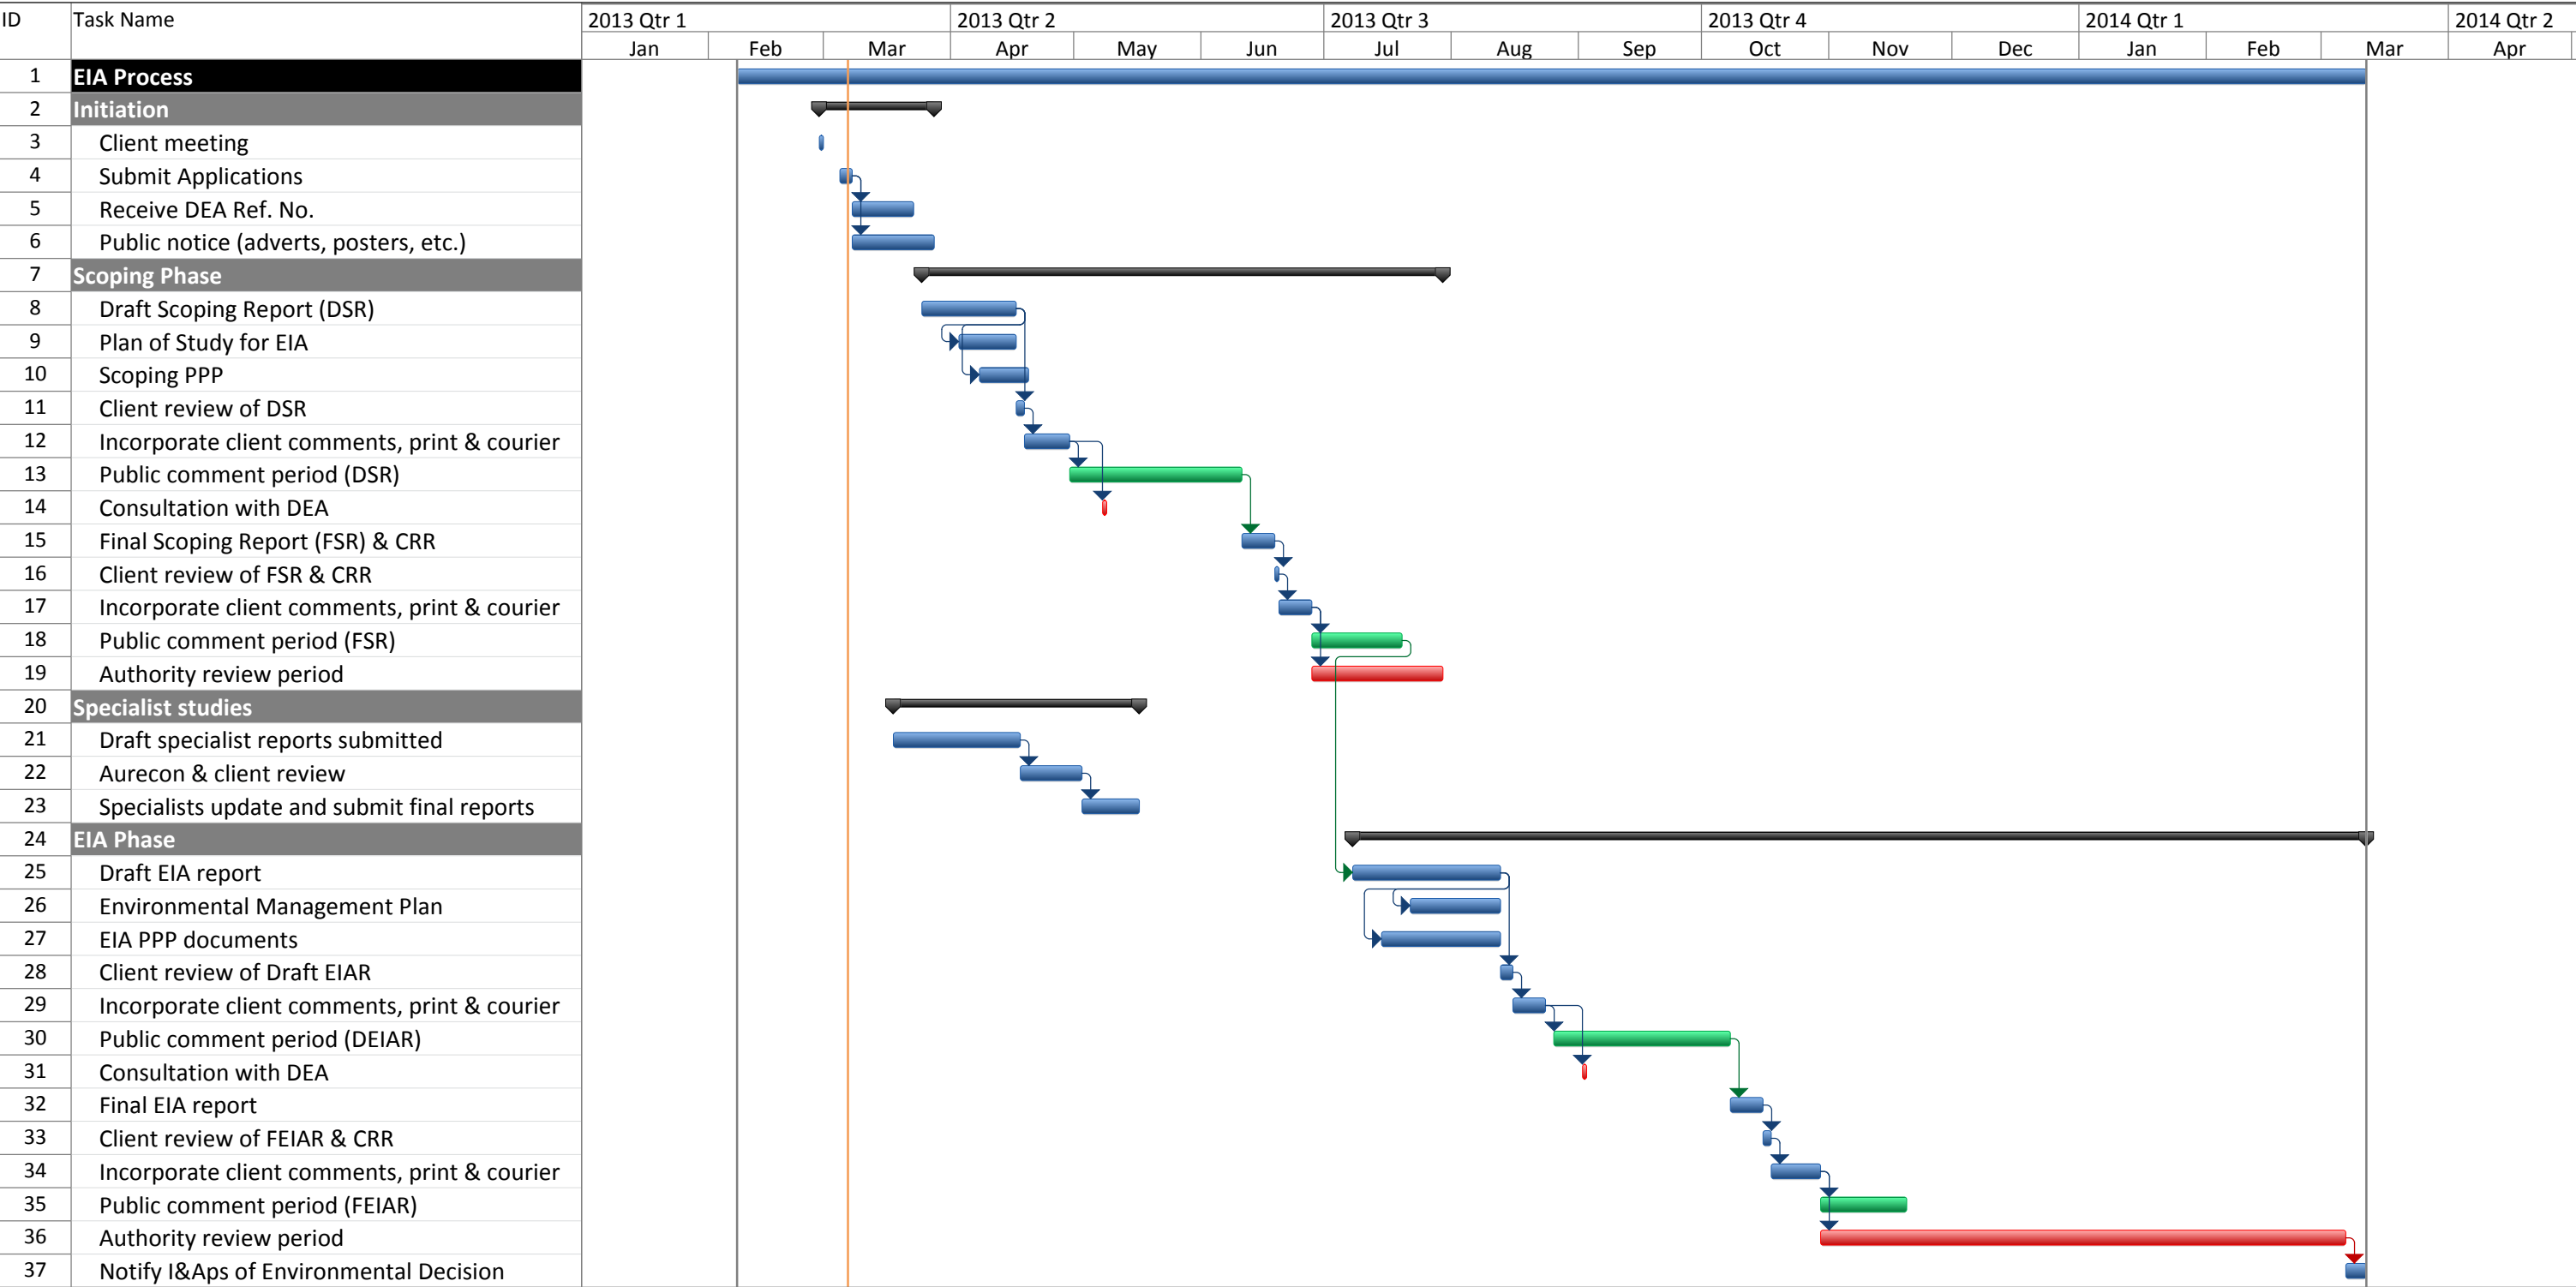 ID Task Name 2013 Qtr 1 2013 Qtr 2 2013 Qtr 3 2013 Qtr 4 2014 Qtr 1 2014 Qtr 2
Jan Feb Mar Apr May Jun Jul Aug Sep Oct Nov Dec Jan Feb Mar Apr
1 EIA Process
2 Initiation
3 Client meeting
4 Submit Applications
5 Receive DEA Ref. No.
6 Public notice (adverts, posters, etc.)
7 Scoping Phase
8 Draft Scoping Report (DSR)
9 Plan of Study for EIA
10 Scoping PPP
11 Client review of DSR
12 Incorporate client comments, print & courier
13 Public comment period (DSR)
14 Consultation with DEA
15 Final Scoping Report (FSR) & CRR
16 Client review of FSR & CRR
17 Incorporate client comments, print & courier
18 Public comment period (FSR)
19 Authority review period
20 Specialist studies
21 Draft specialist reports submitted
22 Aurecon & client review
23 Specialists update and submit final reports
24 EIA Phase
25 Draft EIA report
26 Environmental Management Plan
27 EIA PPP documents
28 Client review of Draft EIAR
29 Incorporate client comments, print & courier
30 Public comment period (DEIAR)
31 Consultation with DEA
32 Final EIA report
33 Client review of FEIAR & CRR
34 Incorporate client comments, print & courier
35 Public comment period (FEIAR)
36 Authority review period
37 Notify I&Aps of Environmental Decision